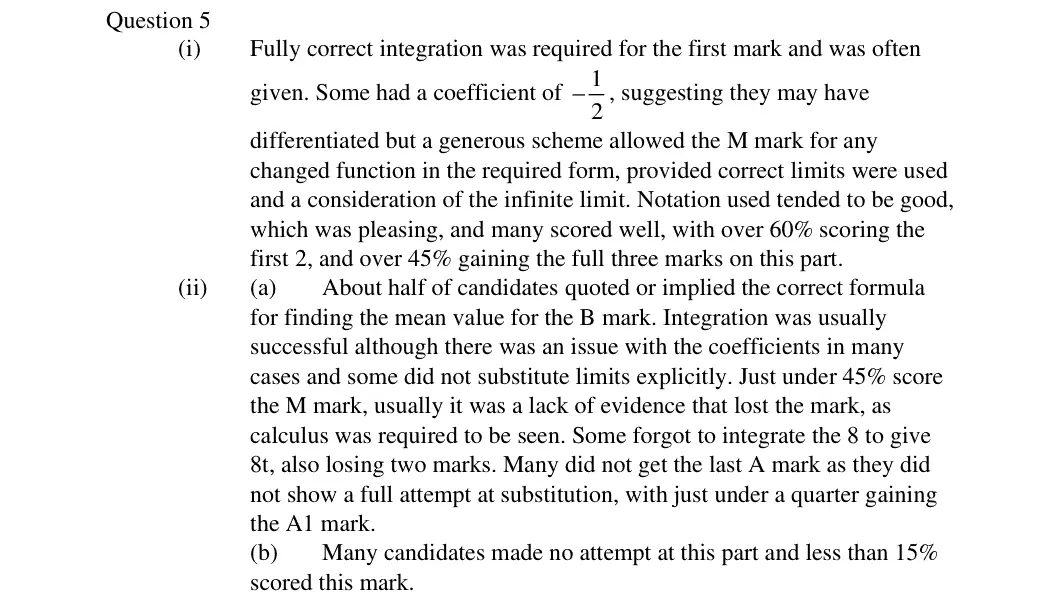 Question 5
(i) Fully correct integration was required for the first mark and was often
given. Some had a coefficient of −1/2, suggesting they may have
differentiated but a generous scheme allowed the M mark for any
changed function in the required form, provided correct limits were used
and a consideration of the infinite limit. Notation used tended to be good,
which was pleasing, and many scored well, with over 60% scoring the
first 2, and over 45% gaining the full three marks on this part.
(ii) (a) About half of candidates quoted or implied the correct formula
for finding the mean value for the B mark. Integration was usually
successful although there was an issue with the coefficients in many
cases and some did not substitute limits explicitly. Just under 45% score
the M mark, usually it was a lack of evidence that lost the mark, as
calculus was required to be seen. Some forgot to integrate the 8 to give
8t, also losing two marks. Many did not get the last A mark as they did
not show a full attempt at substitution, with just under a quarter gaining
the A1 mark.
(b) Many candidates made no attempt at this part and less than 15%
scored this mark.